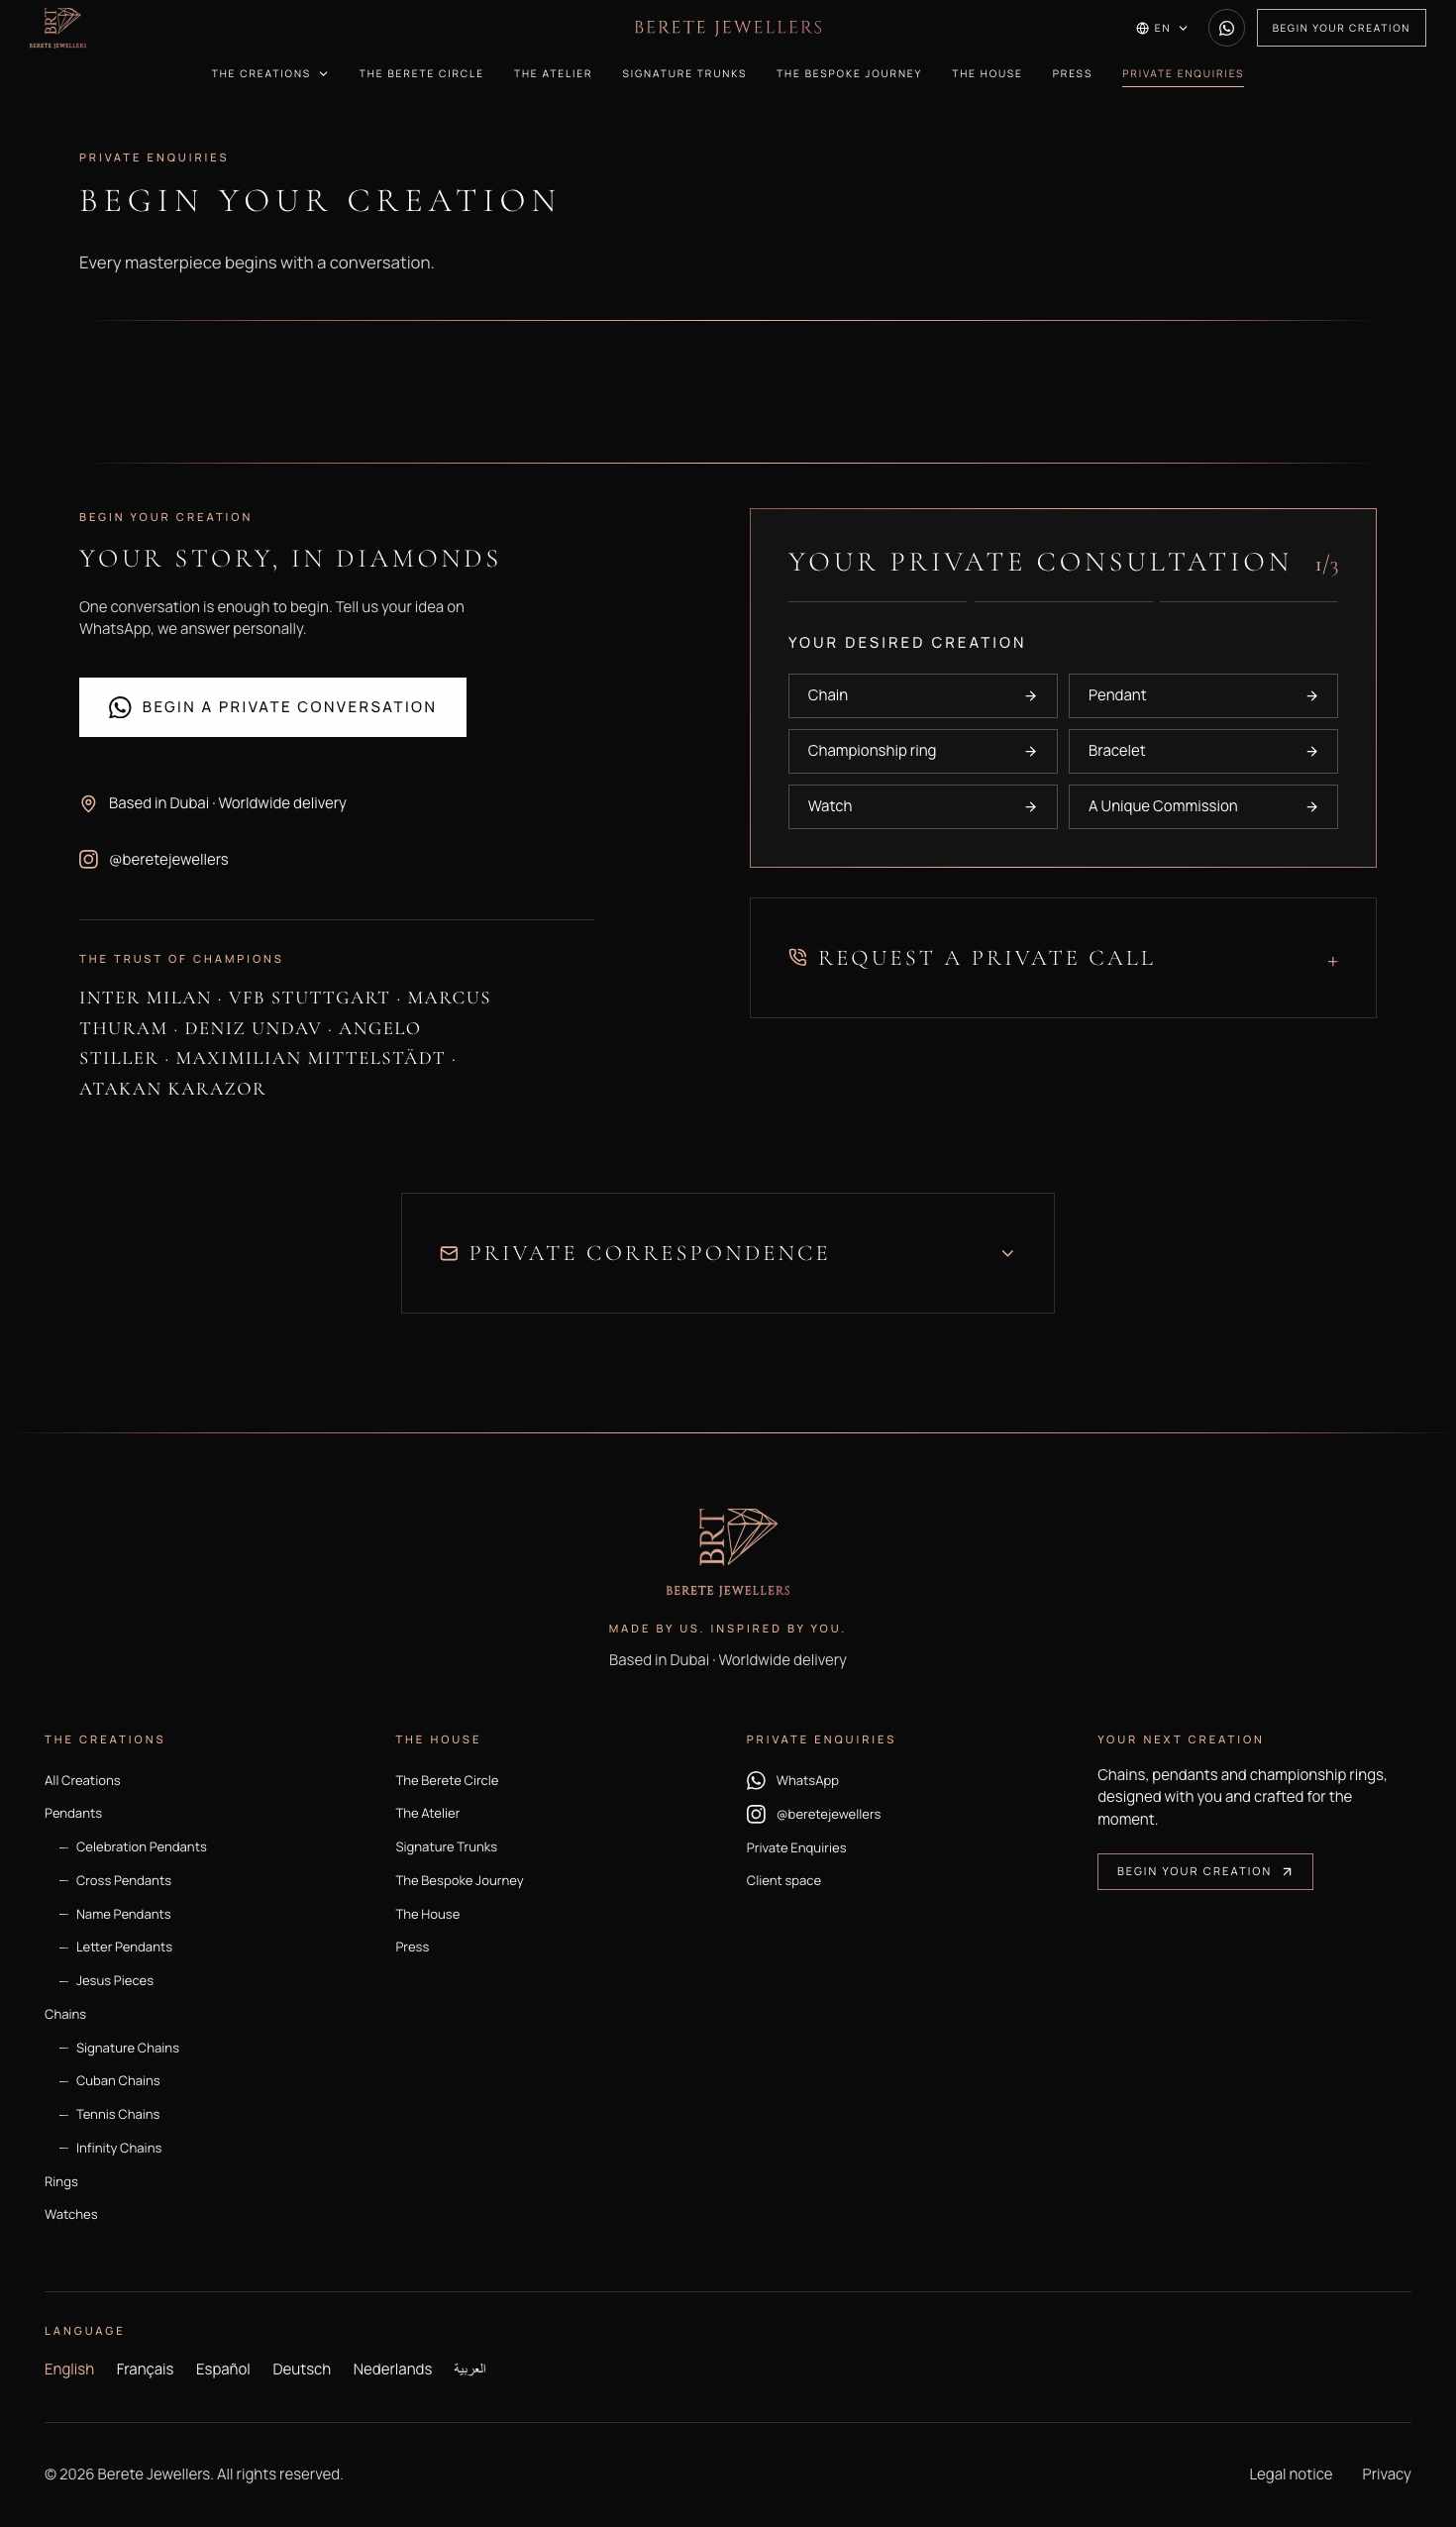 BRT
BERETE JEWELLERS
BERETE JEWELLERS
EN
BEGIN YOUR CREATION
THE CREATIONS
THE BERETE CIRCLE
THE ATELIER
SIGNATURE TRUNKS
THE BESPOKE JOURNEY
THE HOUSE
PRESS
PRIVATE ENQUIRIES
PRIVATE ENQUIRIES
BEGIN YOUR CREATION
Every masterpiece begins with a conversation.
BEGIN YOUR CREATION
YOUR STORY, IN DIAMONDS
One conversation is enough to begin. Tell us your idea on
WhatsApp, we answer personally.
BEGIN A PRIVATE CONVERSATION
Based in Dubai · Worldwide delivery
@beretejewellers
THE TRUST OF CHAMPIONS
INTER MILAN · VFB STUTTGART · MARCUS
THURAM · DENIZ UNDAV · ANGELO
STILLER · MAXIMILIAN MITTELSTÄDT ·
ATAKAN KARAZOR
YOUR PRIVATE CONSULTATION 1/3
YOUR DESIRED CREATION
Chain
Pendant
Championship ring
Bracelet
Watch
A Unique Commission
REQUEST A PRIVATE CALL +
PRIVATE CORRESPONDENCE
BRT
BERETE JEWELLERS
MADE BY US. INSPIRED BY YOU.
Based in Dubai · Worldwide delivery
THE CREATIONS
All Creations
Pendants
— Celebration Pendants
— Cross Pendants
— Name Pendants
— Letter Pendants
— Jesus Pieces
Chains
— Signature Chains
— Cuban Chains
— Tennis Chains
— Infinity Chains
Rings
Watches
THE HOUSE
The Berete Circle
The Atelier
Signature Trunks
The Bespoke Journey
The House
Press
PRIVATE ENQUIRIES
WhatsApp
@beretejewellers
Private Enquiries
Client space
YOUR NEXT CREATION
Chains, pendants and championship rings,
designed with you and crafted for the
moment.
BEGIN YOUR CREATION
LANGUAGE
English Français Español Deutsch Nederlands العربية
© 2026 Berete Jewellers. All rights reserved.
Legal notice Privacy